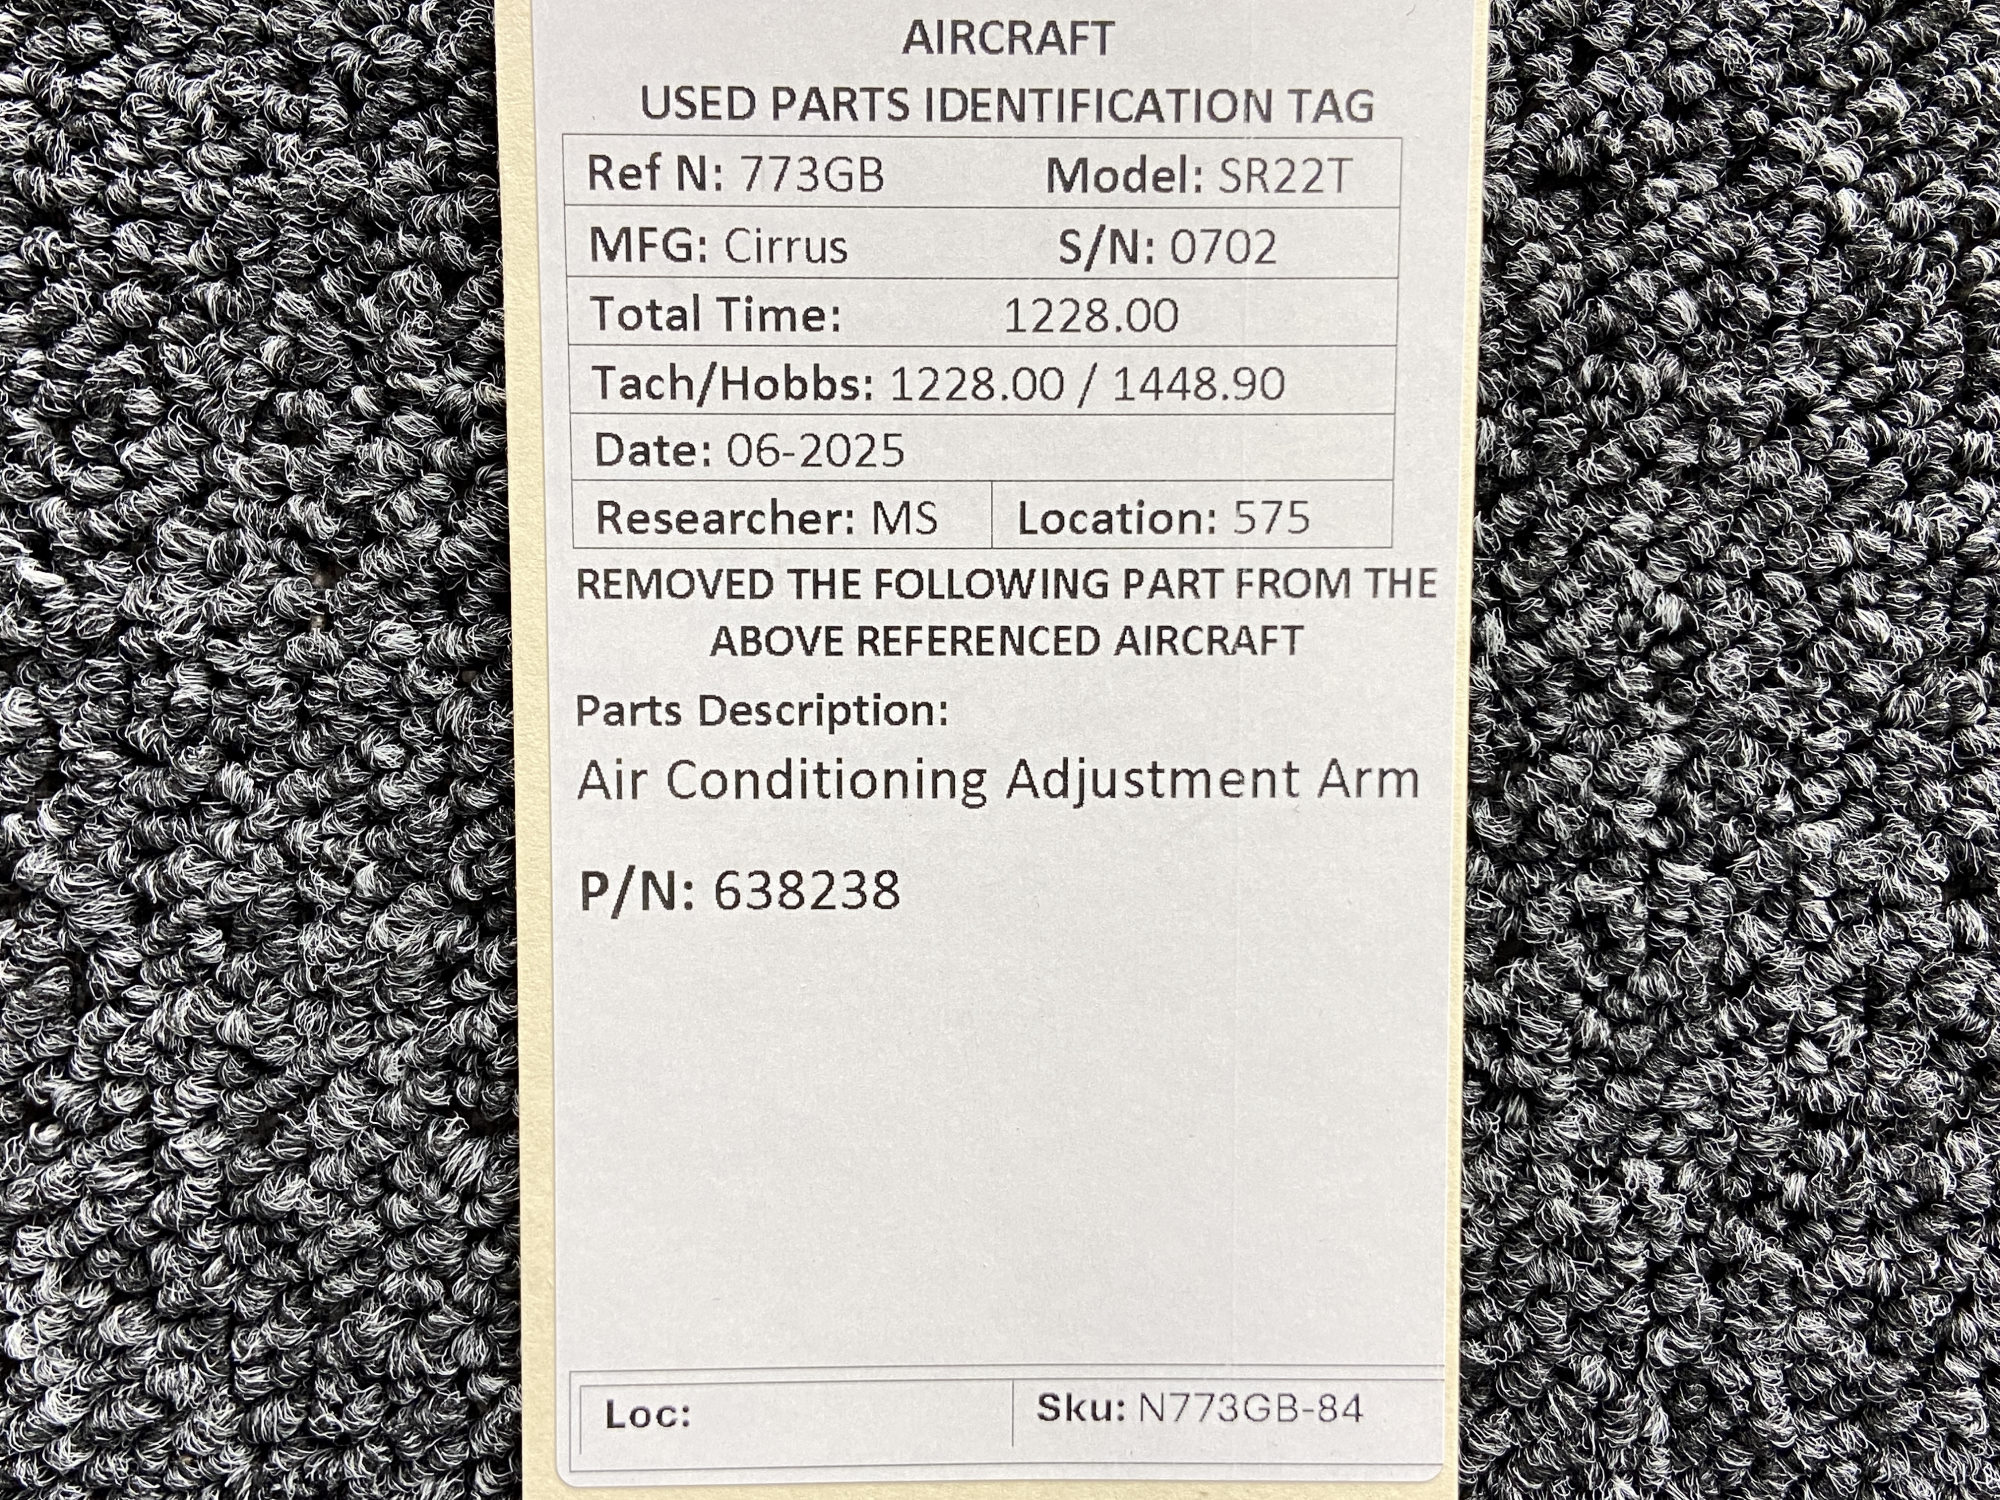 AIRCRAFT
USED PARTS IDENTIFICATION TAG
Ref N: 773GB Model: SR22T
MFG: Cirrus S/N: 0702
Total Time: 1228.00
Tach/Hobbs: 1228.00 / 1448.90
Date: 06-2025
Researcher: MS Location: 575
REMOVED THE FOLLOWING PART FROM THE
ABOVE REFERENCED AIRCRAFT
Parts Description:
Air Conditioning Adjustment Arm
P/N: 638238
Loc: Sku: N773GB-84